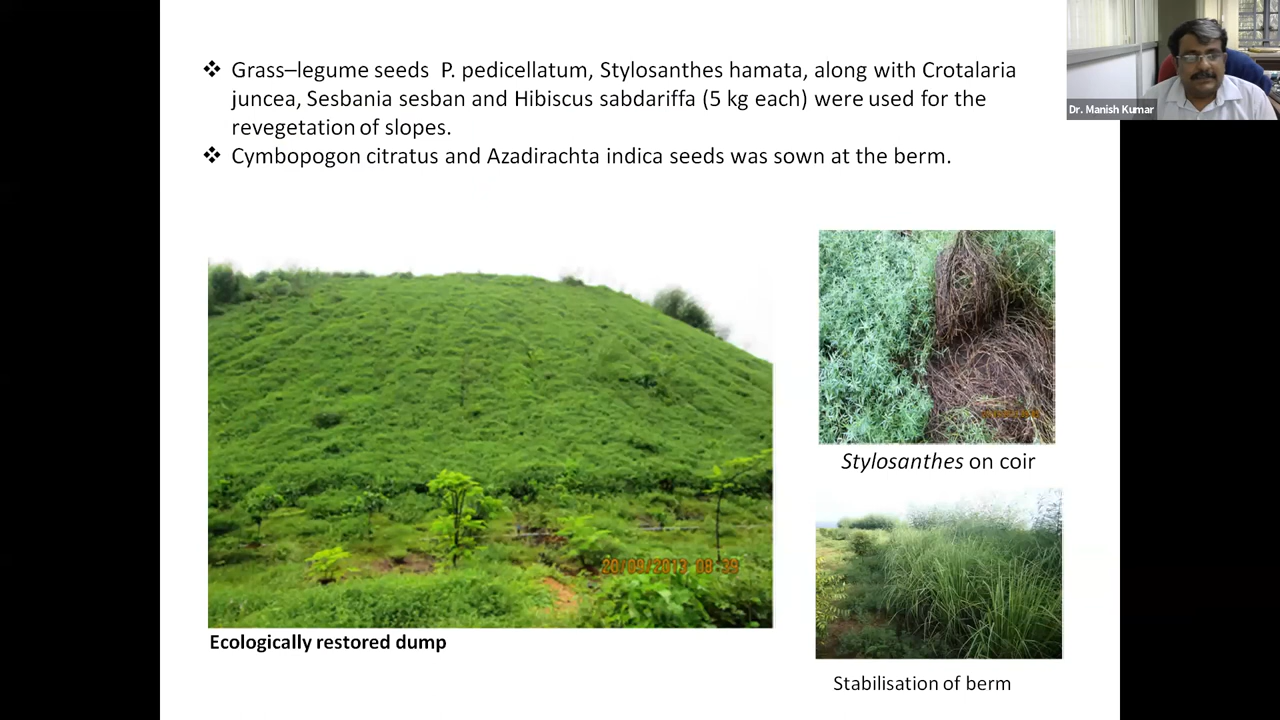 ❖ Grass–legume seeds P. pedicellatum, Stylosanthes hamata, along with Crotalaria
juncea, Sesbania sesban and Hibiscus sabdariffa (5 kg each) were used for the
revegetation of slopes.
❖ Cymbopogon citratus and Azadirachta indica seeds was sown at the berm.
Dr. Manish Kumar
Stylosanthes on coir
Ecologically restored dump
Stabilisation of berm